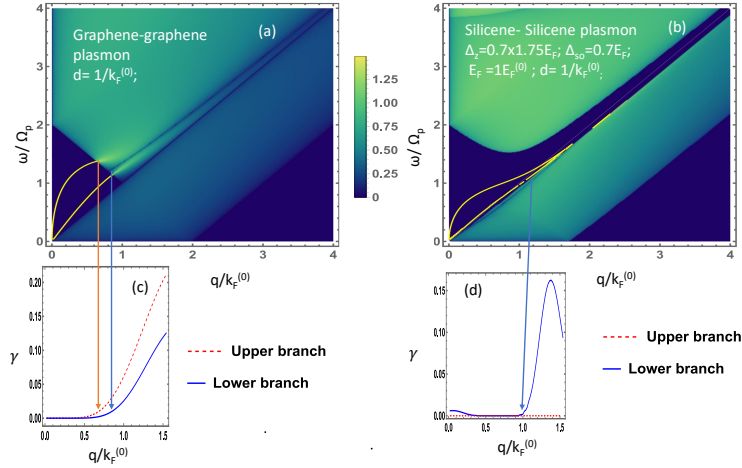 Graphene-graphene
plasmon
d= 1/k_F^(0);
(a)
Silicene- Silicene plasmon
(b)
Δ_z=0.7x1.75E_F; Δ_so=0.7E_F;
E_F =1E_F^(0) ; d= 1/k_F^(0);
ω/ Ω_p
4
3
2
1
0
0
1
2
3
4
q/k_F^(0)
1.25
1.00
0.75
0.50
0.25
0
ω/ Ω_p
4
3
2
1
0
0
1
2
3
4
q/k_F^(0)
(c)
γ
0.20
0.15
0.10
0.05
0.00
0.0
0.5
1.0
1.5
q/k_F^(0)
Upper branch
Lower branch
(d)
γ
0.15
0.10
0.05
0.00
0.0
0.5
1.0
1.5
q/k_F^(0)
Upper branch
Lower branch